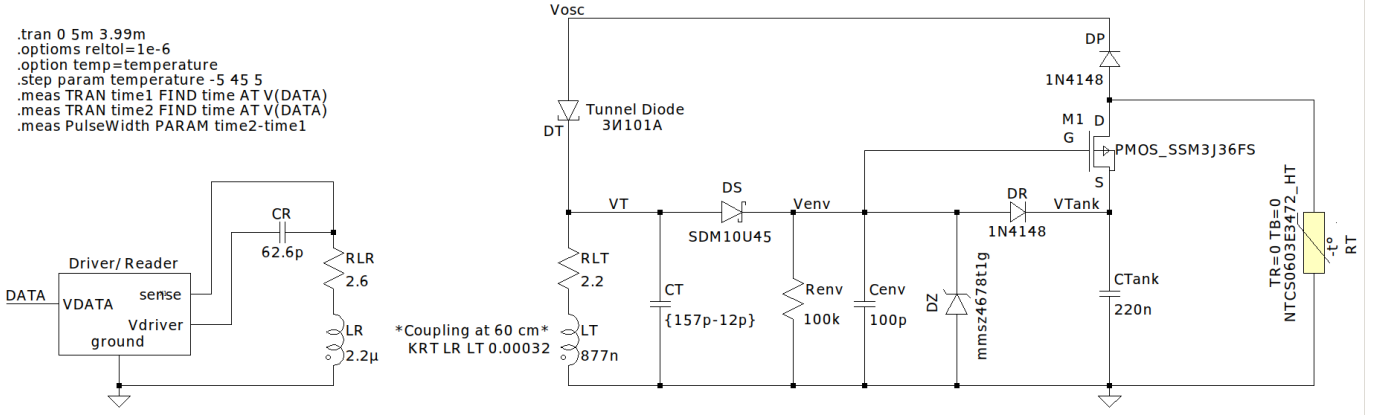 .tran 0 5m 3.99m
.optioms reltol=1e-6
.option temp=temperature
.step param temperature -5 45 5
.meas TRAN time1 FIND time AT V(DATA)
.meas TRAN time2 FIND time AT V(DATA)
.meas PulseWidth PARAM time2-time1
Vosc
DP
1N4148
Tunnel Diode
3И101A
DT
M1
D
G
PMOS_SSM3J36FS
S
DS
SDM10U45
VT
Venv
DR
1N4148
VTank
CR
62.6p
Driver/Reader
DATA
VDATA
sense
Vdriver
ground
RLR
2.6
LR
2.2µ
*Coupling at 60 cm*
KRT LR LT 0.00032
RLT
2.2
LT
877n
CT
{157p-12p}
Renv
100k
Cenv
100p
DZ
mmsz4678t1g
CTank
220n
TR=0 TB=0
NTCS0603E3472_HT
-t°
RT